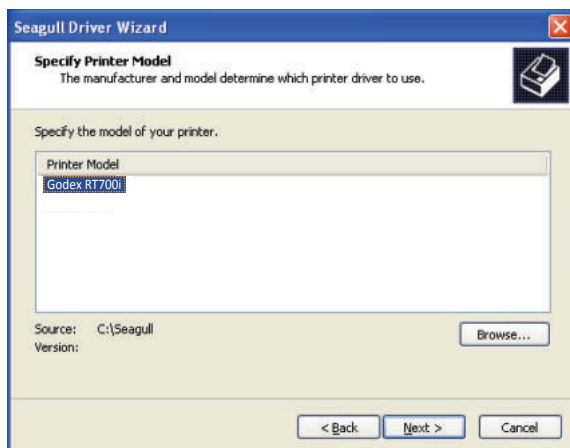 Seagull Driver Wizard
Specify Printer Model
The manufacturer and model determine which printer driver to use.
Specify the model of your printer.
Printer Model
Godex RT700i
Source: C:\Seagull
Browse...
Version:
< Back Next > Cancel